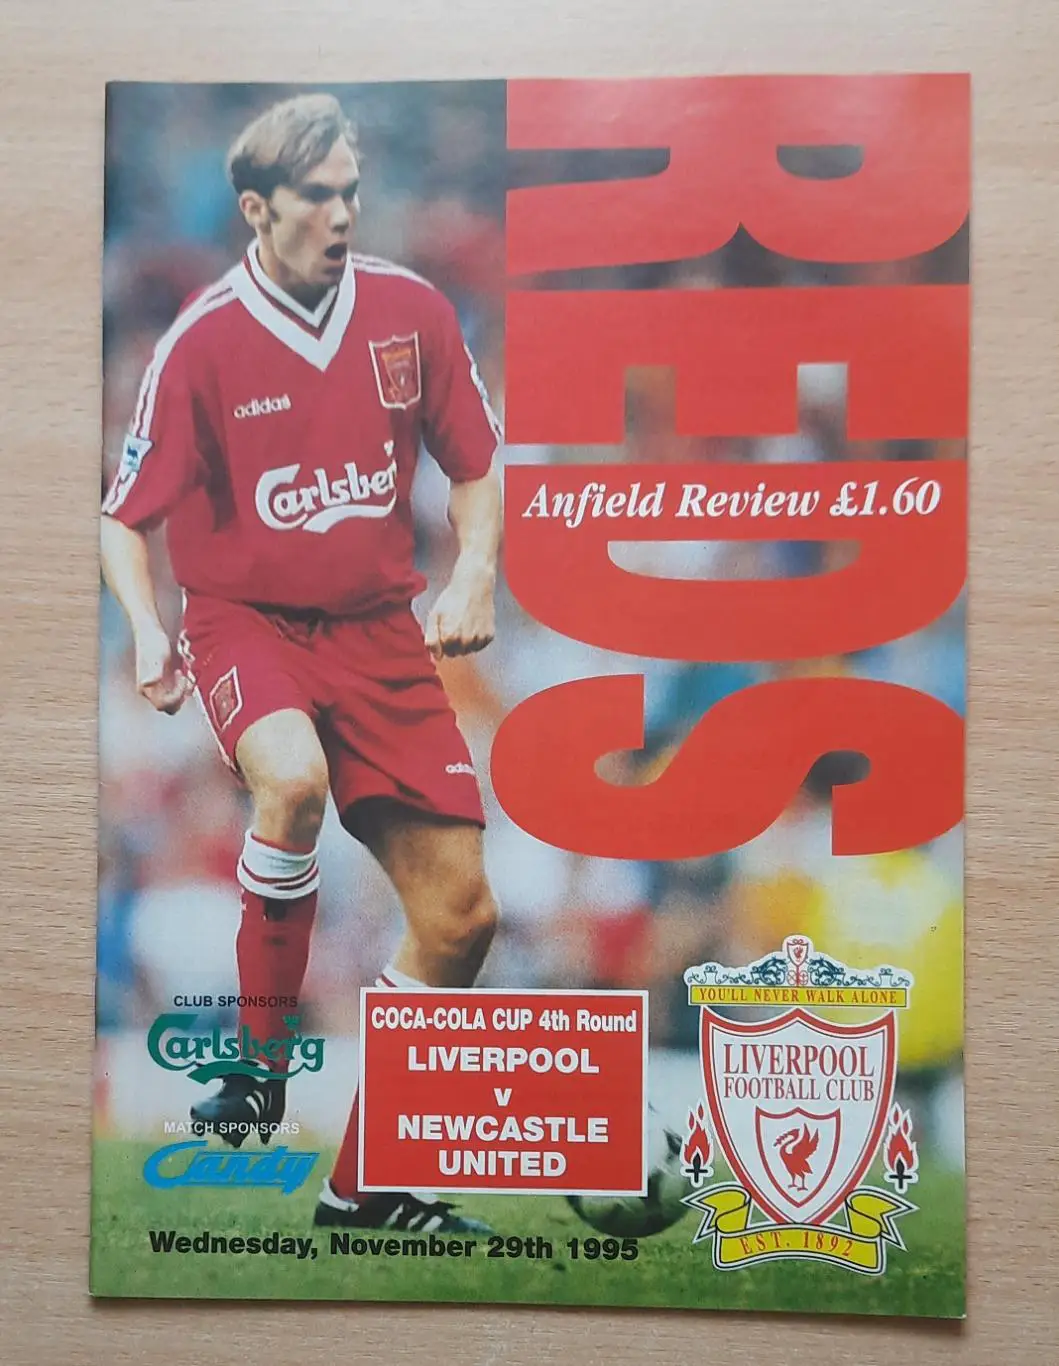 REDS
Anfield Review £1.60
adidas
Carlsberg
adidas
CLUB SPONSORS
Carlsberg
MATCH SPONSORS
Candy
COCA-COLA CUP 4th Round
LIVERPOOL
v
NEWCASTLE
UNITED
YOU'LL NEVER WALK ALONE
LIVERPOOL
FOOTBALL CLUB
EST. 1892
Wednesday, November 29th 1995